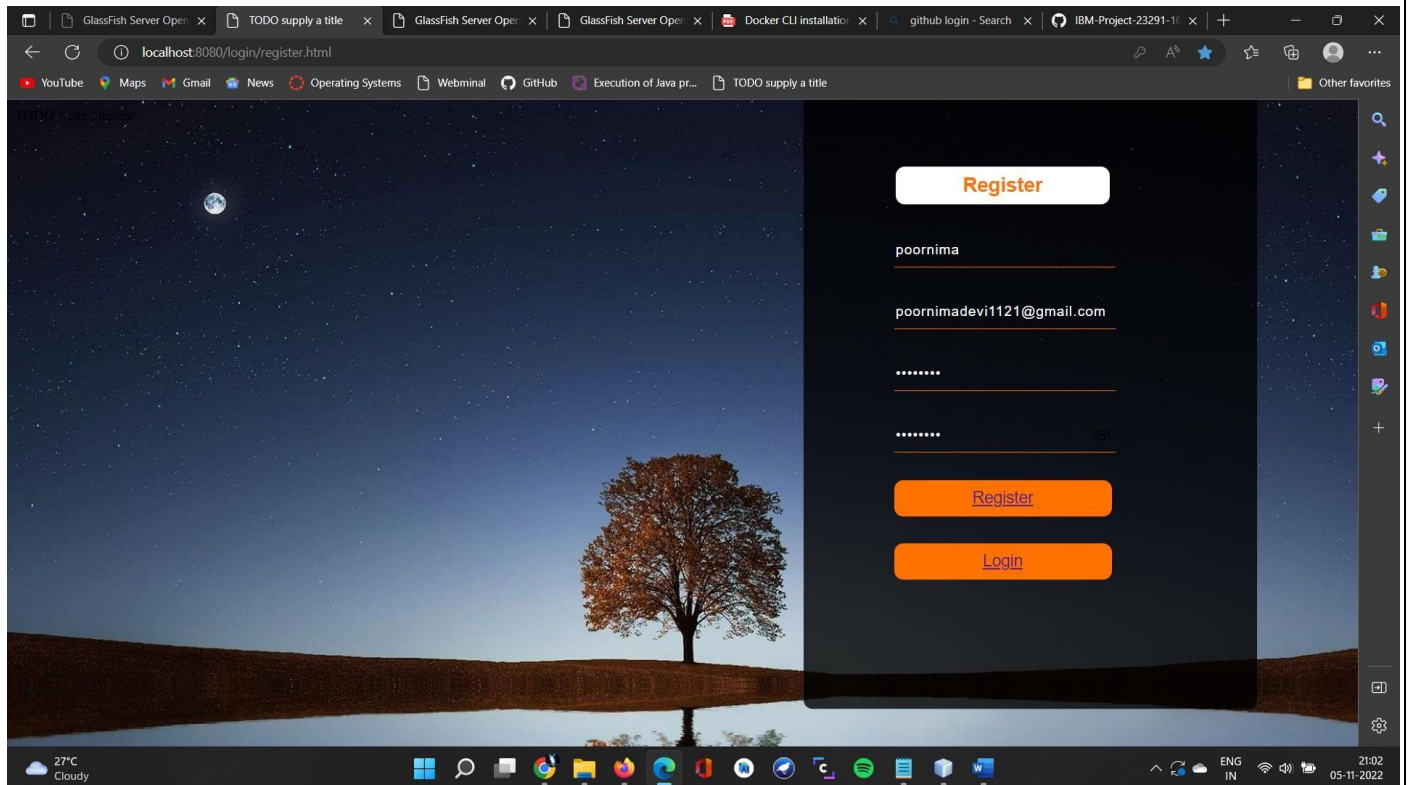 GlassFish Server Open
TODO supply a title
GlassFish Server Open
GlassFish Server Open
Docker CLI installation
github login - Search
IBM-Project-23291-16
localhost:8080/login/register.html
YouTube
Maps
Gmail
News
Operating Systems
Webminal
GitHub
Execution of Java pr...
TODO supply a title
Other favorites
TODO write content
Register
poornima
poornimadevi1121@gmail.com
••••••••
••••••••
Register
Login
27°C
Cloudy
ENG
IN
21:02
05-11-2022